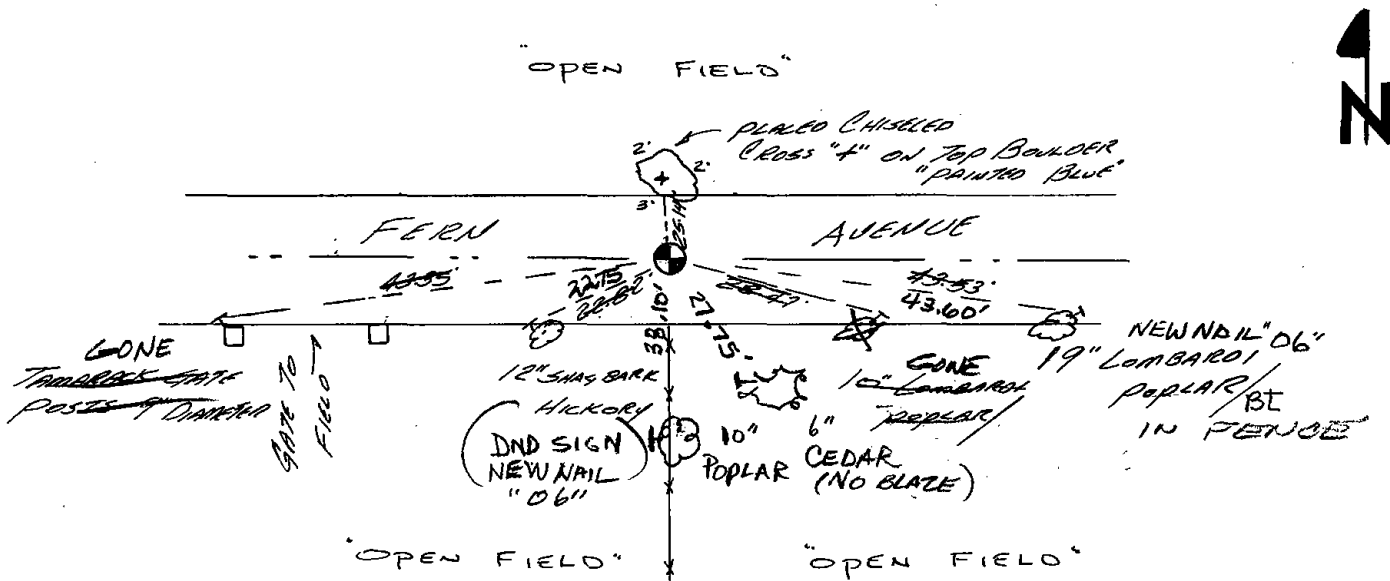 "OPEN FIELD"
N
PLACED CHISELED
CROSS "+" ON TOP BOULDER
"PAINTED BLUE"
2'
2'
3'
25.14'
FERN AVENUE
43.55'
22.75
22.82'
38.10'
27.75'
43.53'
43.60'
GONE
TAMARACK GATE
POSTS 9" DIAMETER
GATE TO
FIELD
12" SHAG BARK
HICKORY
(DND SIGN
NEW NAIL
"06")
10"
POPLAR
6"
CEDAR
(NO BLAZE)
GONE
10" LOMBARDI
POPLAR
NEW NAIL "06"
19" LOMBARDI
POPLAR/BT
IN FENCE
"OPEN FIELD"
"OPEN FIELD"